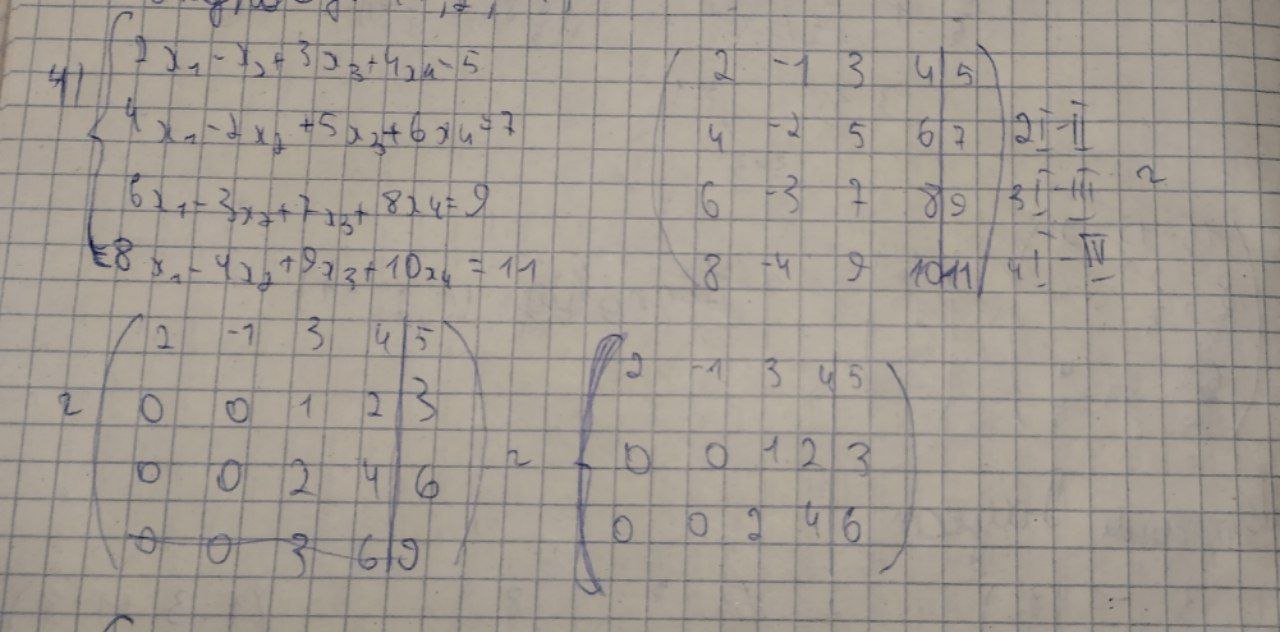 4) 2x₁ - x₂ + 3x₃ + 4x₄ = 5
4x₁ - 2x₂ + 5x₃ + 6x₄ = 7
6x₁ - 3x₂ + 7x₃ + 8x₄ = 9
8x₁ - 4x₂ + 9x₃ + 10x₄ = 11
2 -1 3 4 | 5
4 -2 5 6 | 7 2I - II
6 -3 7 8 | 9 3I - III ~
8 -4 9 10 | 11 4I - IV
2 -1 3 4 | 5
~ 0 0 1 2 | 3
0 0 2 4 | 6
0 0 3 6 | 9
~
2 -1 3 4 5
0 0 1 2 3
0 0 2 4 6